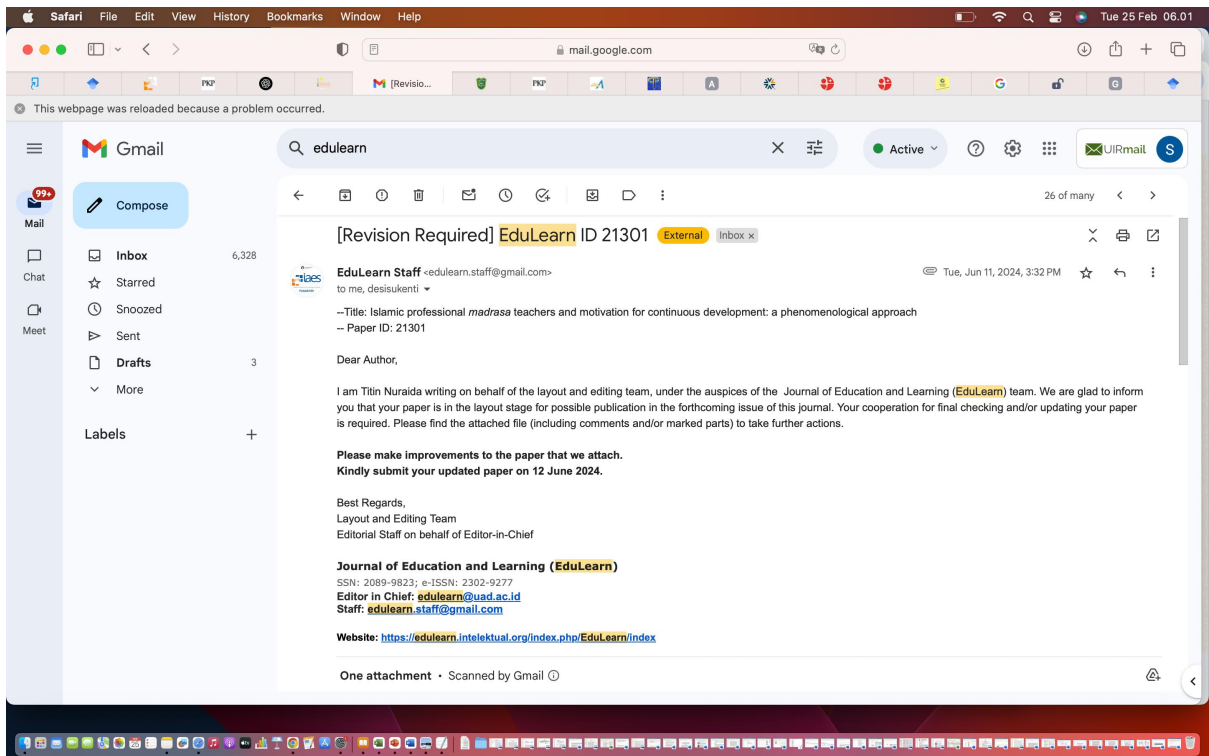 Safari File Edit View History Bookmarks Window Help Tue 25 Feb 06.01
mail.google.com
PKP [Revisio... PKP A G G
This webpage was reloaded because a problem occurred.
Gmail edulearn Active UIRmail S
99+
Mail
Chat
Meet
Compose
Inbox 6,328
Starred
Snoozed
Sent
Drafts 3
More
Labels +
26 of many
[Revision Required] EduLearn ID 21301 External Inbox x
iaes
EduLearn Staff <edulearn.staff@gmail.com> Tue, Jun 11, 2024, 3:32 PM
to me, desisukenti
--Title: Islamic professional madrasa teachers and motivation for continuous development: a phenomenological approach
-- Paper ID: 21301
Dear Author,
I am Titin Nuraida writing on behalf of the layout and editing team, under the auspices of the Journal of Education and Learning (EduLearn) team. We are glad to inform
you that your paper is in the layout stage for possible publication in the forthcoming issue of this journal. Your cooperation for final checking and/or updating your paper
is required. Please find the attached file (including comments and/or marked parts) to take further actions.
Please make improvements to the paper that we attach.
Kindly submit your updated paper on 12 June 2024.
Best Regards,
Layout and Editing Team
Editorial Staff on behalf of Editor-in-Chief
Journal of Education and Learning (EduLearn)
SSN: 2089-9823; e-ISSN: 2302-9277
Editor in Chief: edulearn@uad.ac.id
Staff: edulearn.staff@gmail.com
Website: https://edulearn.intelektual.org/index.php/EduLearn/index
One attachment • Scanned by Gmail